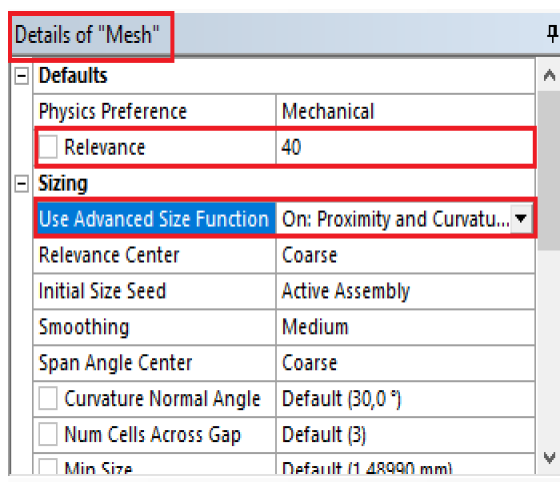 Details of "Mesh"
Defaults
Physics Preference Mechanical
Relevance 40
Sizing
Use Advanced Size Function On: Proximity and Curvatu...
Relevance Center Coarse
Initial Size Seed Active Assembly
Smoothing Medium
Span Angle Center Coarse
Curvature Normal Angle Default (30,0 °)
Num Cells Across Gap Default (3)
Min Size Default (1,48990 mm)